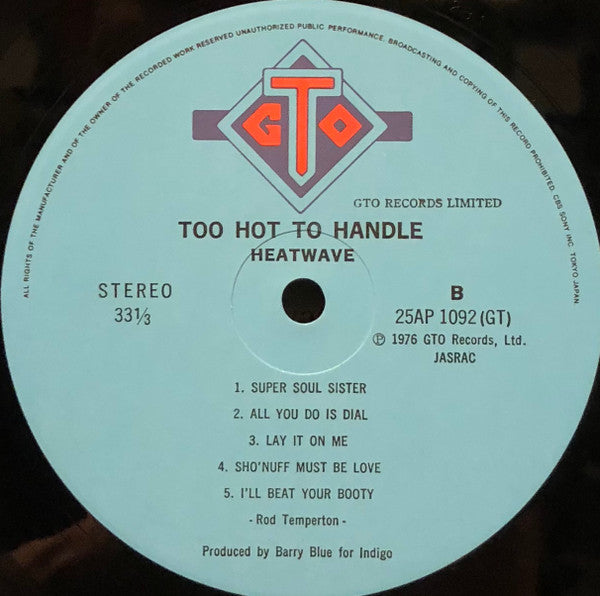 ALL RIGHTS OF THE MANUFACTURER AND OF THE OWNER OF THE RECORDED WORK RESERVED UNAUTHORIZED PUBLIC PERFORMANCE, BROADCASTING AND COPYING OF THIS RECORD PROHIBITED. CBS SONY INC. TOKYO JAPAN
GTO
GTO RECORDS LIMITED
TOO HOT TO HANDLE
HEATWAVE
STEREO
33⅓
B
25AP 1092(GT)
Ⓟ 1976 GTO Records, Ltd.
JASRAC
1. SUPER SOUL SISTER
2. ALL YOU DO IS DIAL
3. LAY IT ON ME
4. SHO'NUFF MUST BE LOVE
5. I'LL BEAT YOUR BOOTY
- Rod Temperton -
Produced by Barry Blue for Indigo